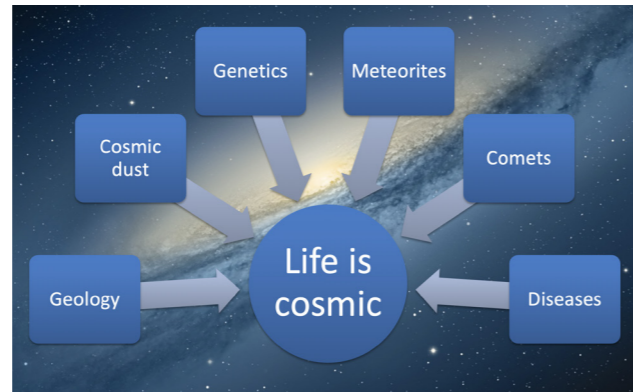 Genetics
Meteorites
Cosmic
dust
Comets
Life is
cosmic
Geology
Diseases